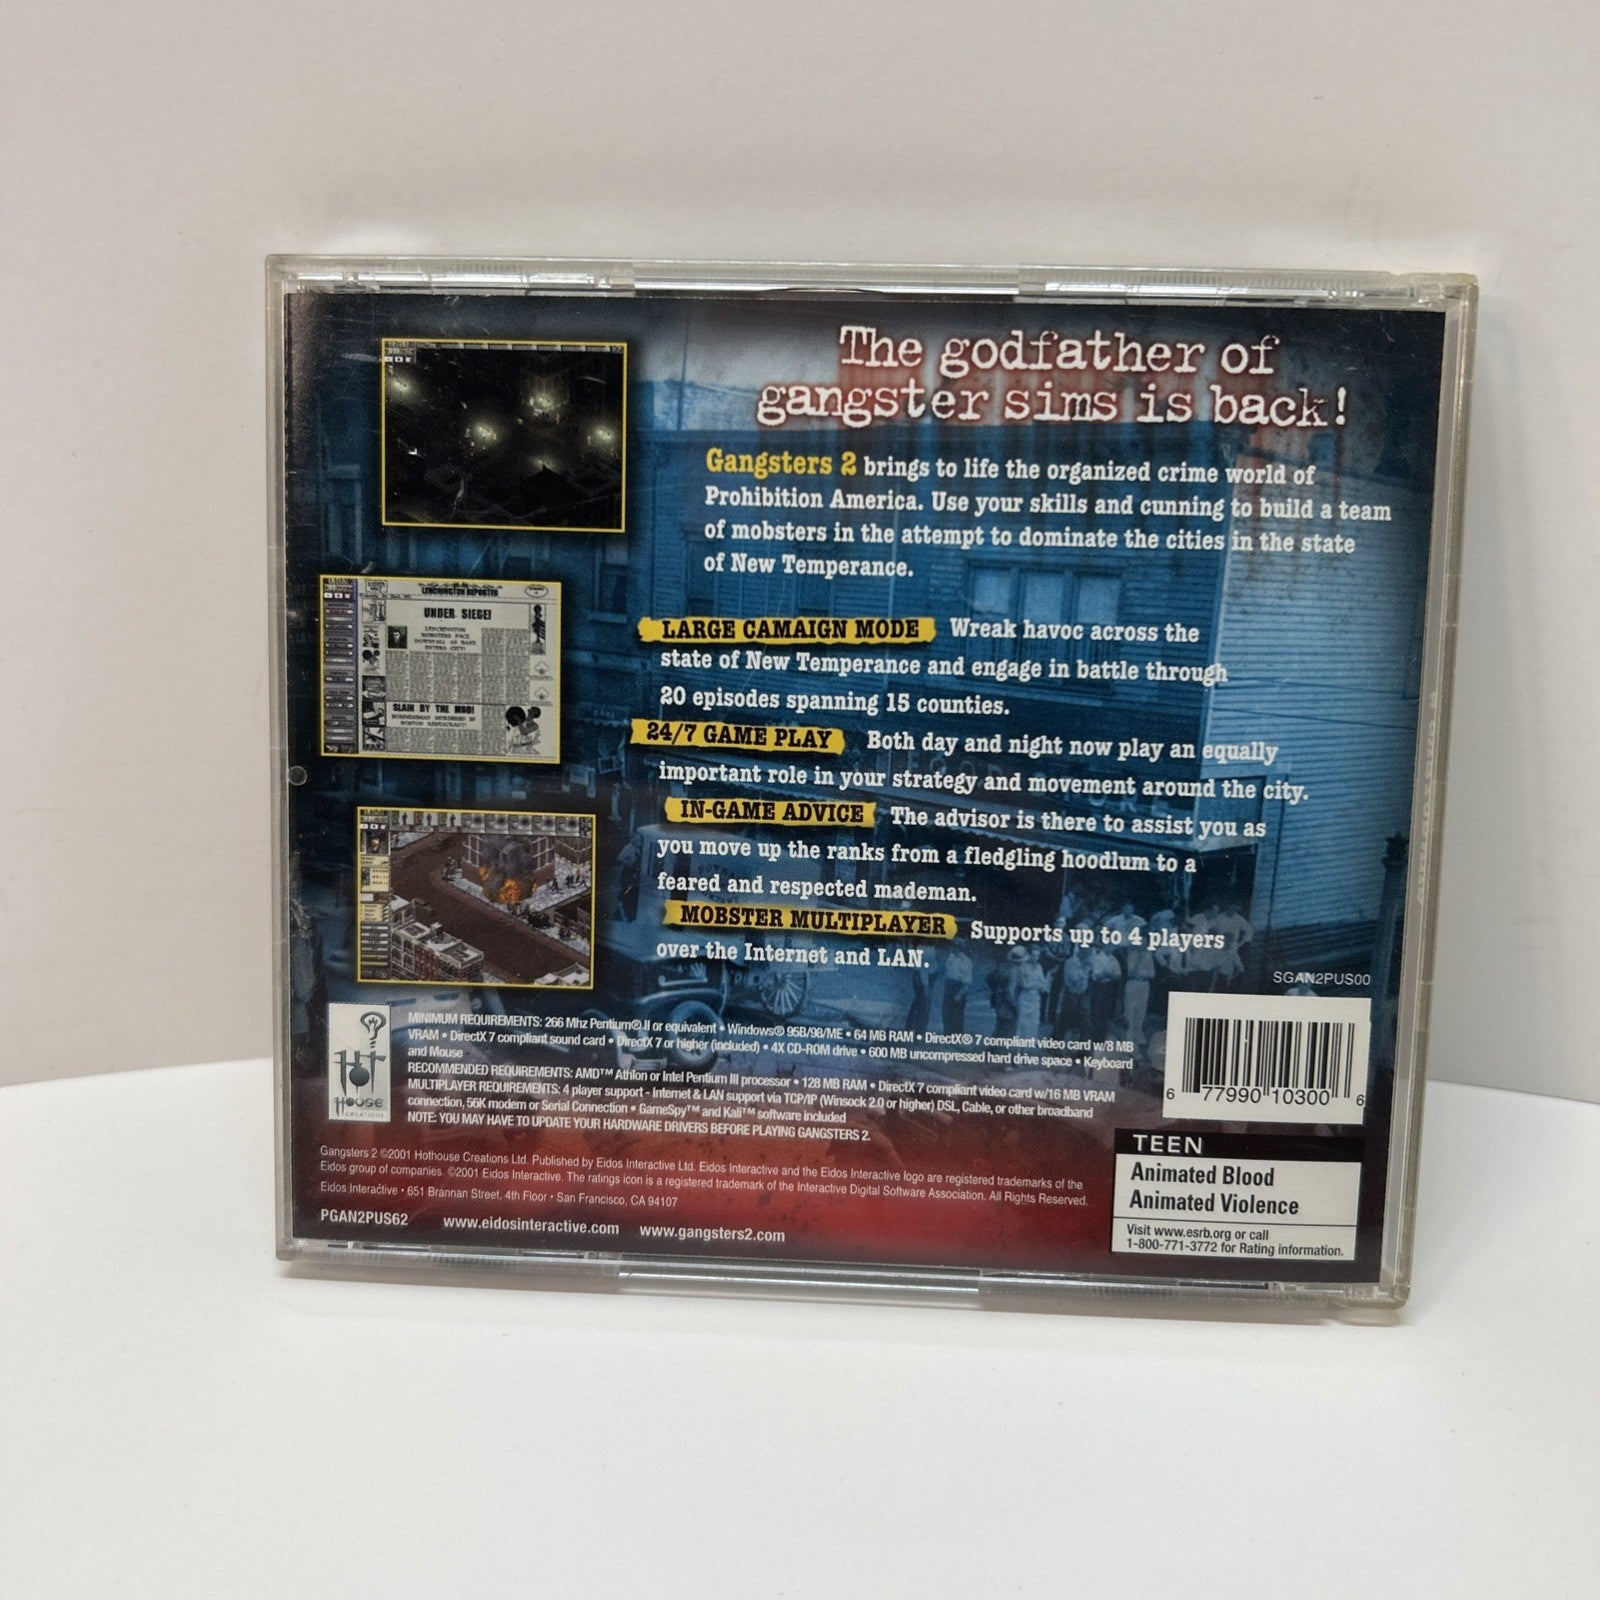 The godfather of
gangster sims is back!
Gangsters 2 brings to life the organized crime world of
Prohibition America. Use your skills and cunning to build a team
of mobsters in the attempt to dominate the cities in the state
of New Temperance.
LARGE CAMAIGN MODE Wreak havoc across the
state of New Temperance and engage in battle through
20 episodes spanning 15 counties.
24/7 GAME PLAY Both day and night now play an equally
important role in your strategy and movement around the city.
IN-GAME ADVICE The advisor is there to assist you as
you move up the ranks from a fledgling hoodlum to a
feared and respected mademan.
MOBSTER MULTIPLAYER Supports up to 4 players
over the Internet and LAN.
LENCHINGTON REPORTER
UNDER SIEGE!
LENCHINGTON
MOBSTERS FACE
DOWNFALL AS BANE
ENTERS CITY!
SLAIN BY THE MOB!
BUSINESSMAN MURDERED IN
SGAN2PUS00
HOT
HOUSE
CREATIONS
MINIMUM REQUIREMENTS: 266 Mhz Pentium® II or equivalent • Windows® 95B/98/ME • 64 MB RAM • DirectX® 7 compliant video card w/8 MB
VRAM • DirectX 7 compliant sound card • DirectX 7 or higher (included) • 4X CD-ROM drive • 600 MB uncompressed hard drive space • Keyboard
and Mouse
RECOMMENDED REQUIREMENTS: AMD™ Athlon or Intel Pentium III processor • 128 MB RAM • DirectX 7 compliant video card w/16 MB VRAM
MULTIPLAYER REQUIREMENTS: 4 player support - Internet & LAN support via TCP/IP (Winsock 2.0 or higher) DSL, Cable, or other broadband
connection, 56K modem or Serial Connection • GameSpy™ and Kali™ software included
NOTE: YOU MAY HAVE TO UPDATE YOUR HARDWARE DRIVERS BEFORE PLAYING GANGSTERS 2.
6 77990 10300 6
Gangsters 2 ©2001 Hothouse Creations Ltd. Published by Eidos Interactive Ltd. Eidos Interactive and the Eidos Interactive logo are registered trademarks of the
Eidos group of companies. ©2001 Eidos Interactive. The ratings icon is a registered trademark of the Interactive Digital Software Association. All Rights Reserved.
Eidos Interactive • 651 Brannan Street, 4th Floor • San Francisco, CA 94107
PGAN2PUS62 www.eidosinteractive.com www.gangsters2.com
TEEN
Animated Blood
Animated Violence
Visit www.esrb.org or call
1-800-771-3772 for Rating information.